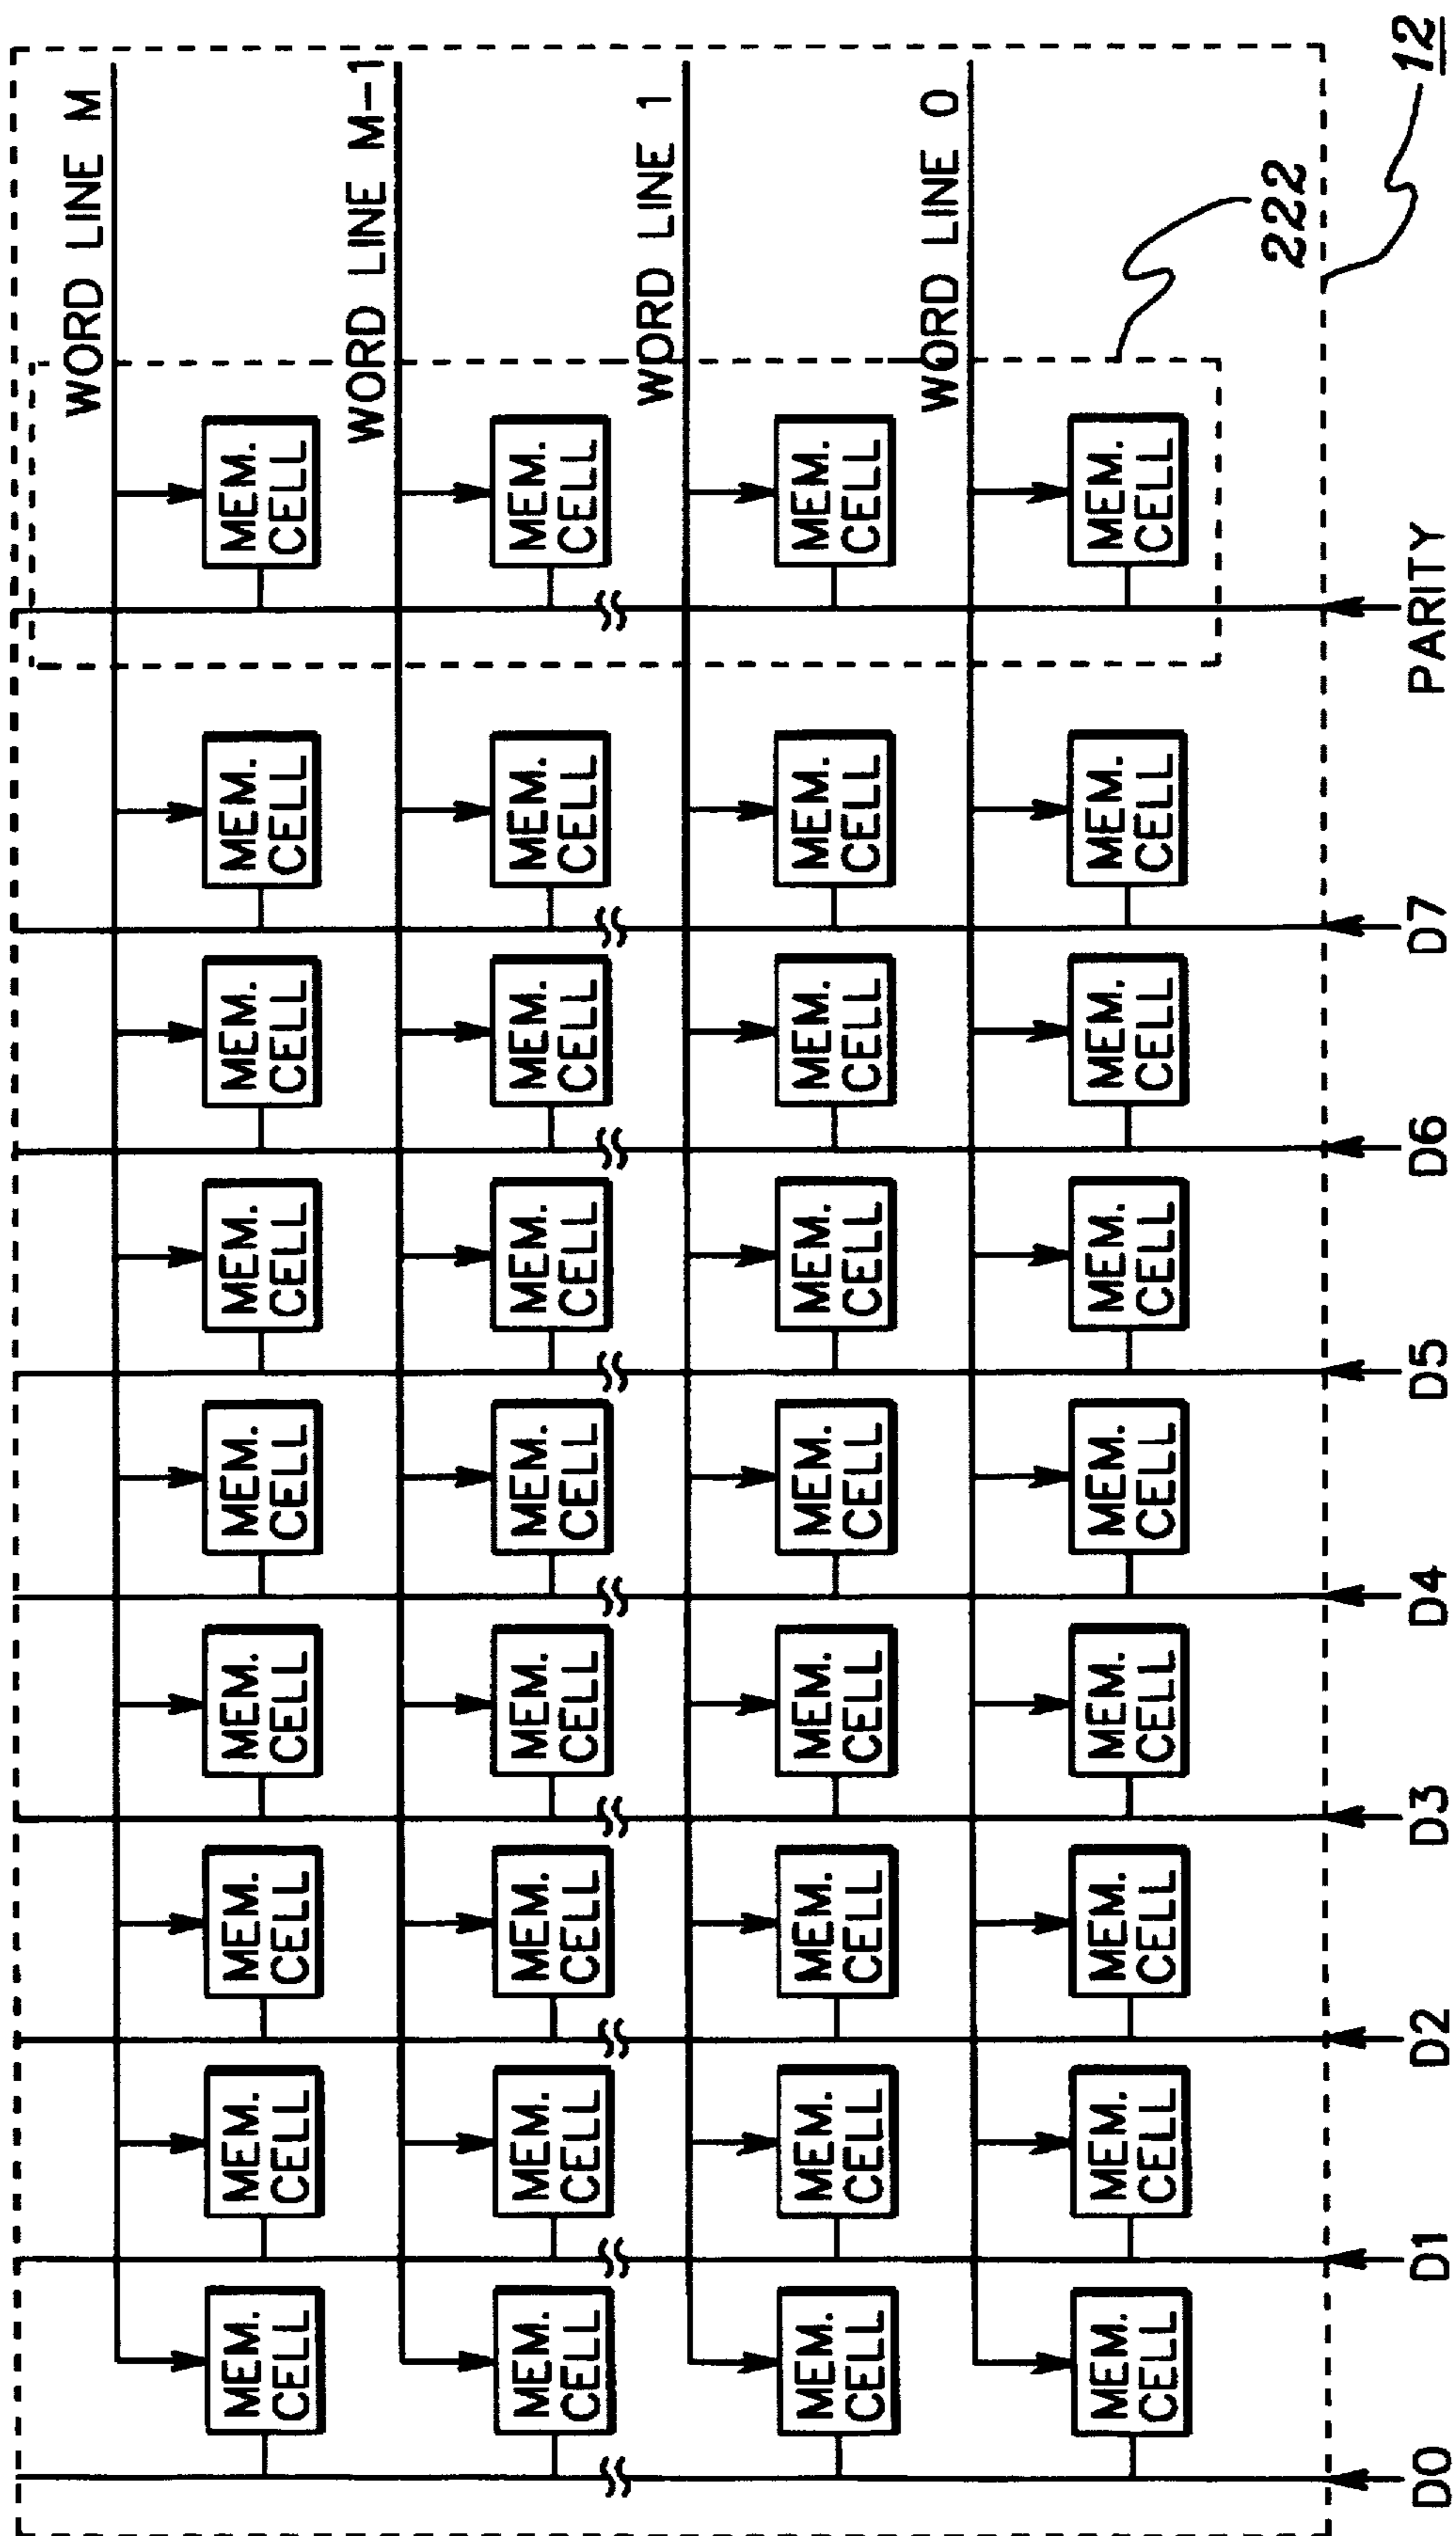 WORD LINE M
MEM. MEM. MEM. MEM. MEM. MEM. MEM. MEM. MEM.
CELL CELL CELL CELL CELL CELL CELL CELL CELL
WORD LINE M-1
MEM. MEM. MEM. MEM. MEM. MEM. MEM. MEM. MEM.
CELL CELL CELL CELL CELL CELL CELL CELL CELL
WORD LINE 1
MEM. MEM. MEM. MEM. MEM. MEM. MEM. MEM. MEM.
CELL CELL CELL CELL CELL CELL CELL CELL CELL
WORD LINE 0
MEM. MEM. MEM. MEM. MEM. MEM. MEM. MEM. MEM.
CELL CELL CELL CELL CELL CELL CELL CELL CELL
222
D0 D1 D2 D3 D4 D5 D6 D7 PARITY
12